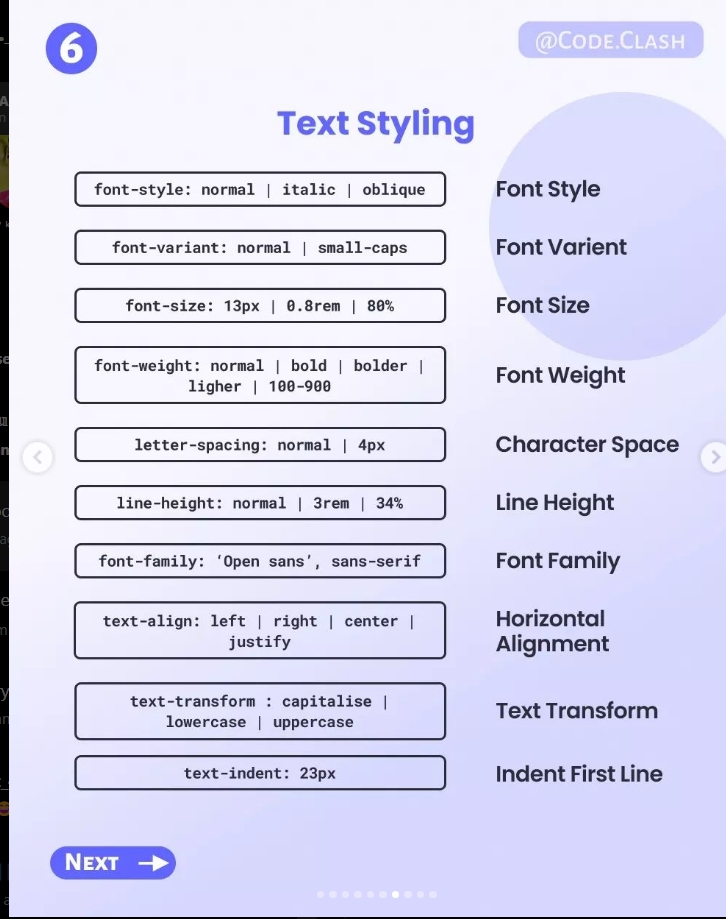 6
@CODE.CLASH
Text Styling
font-style: normal | italic | oblique
Font Style
font-variant: normal | small-caps
Font Varient
font-size: 13px | 0.8rem | 80%
Font Size
font-weight: normal | bold | bolder |
ligher | 100-900
Font Weight
letter-spacing: normal | 4px
Character Space
line-height: normal | 3rem | 34%
Line Height
font-family: ‘Open sans’, sans-serif
Font Family
text-align: left | right | center |
justify
Horizontal
Alignment
text-transform : capitalise |
lowercase | uppercase
Text Transform
text-indent: 23px
Indent First Line
NEXT